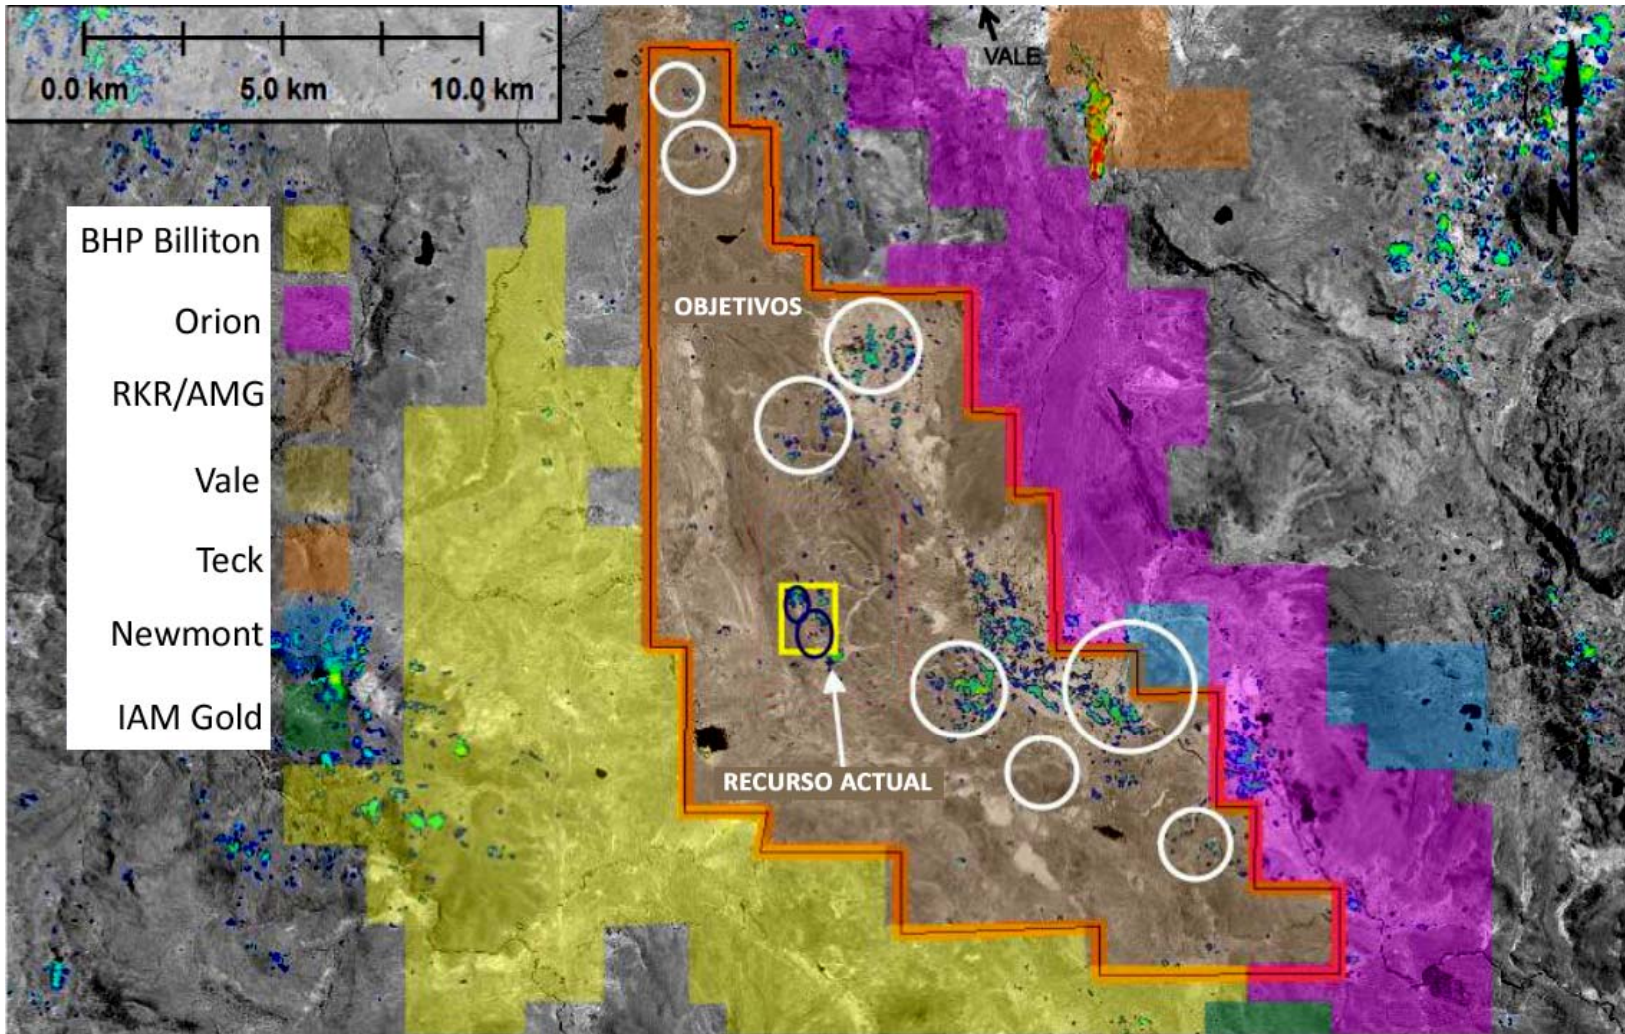 0.0 km 5.0 km 10.0 km
VALE
N
BHP Billiton
Orion
RKR/AMG
Vale
Teck
Newmont
IAM Gold
OBJETIVOS
RECURSO ACTUAL